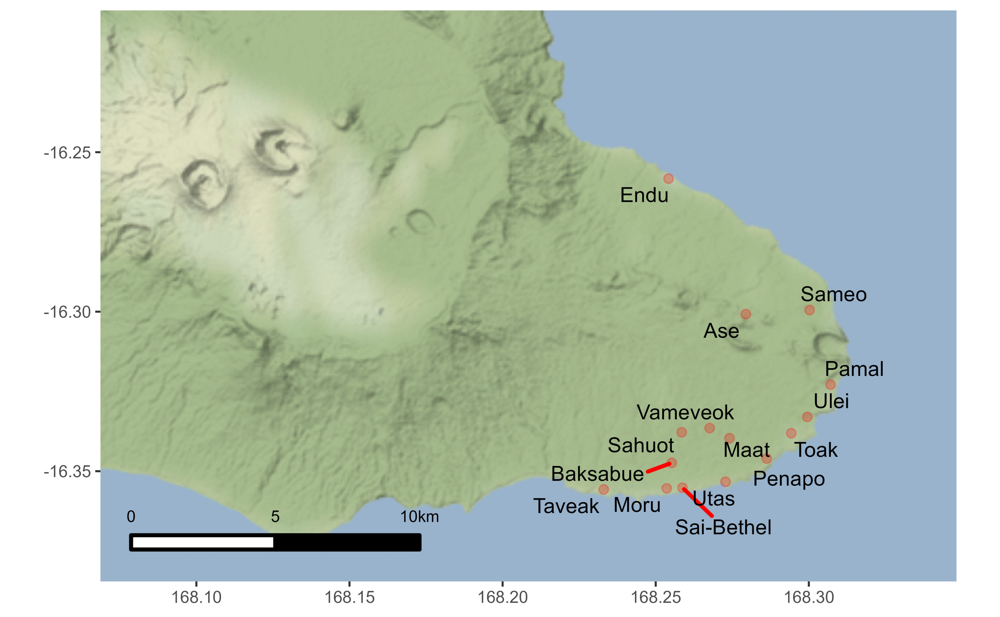 -16.25
-16.30
-16.35
Endu
Sameo
Ase
Pamal
Ulei
Vameveok
Sahuot
Maat
Toak
Baksabue
Penapo
Utas
Taveak
Moru
Sai-Bethel
0 5 10km
168.10 168.15 168.20 168.25 168.30